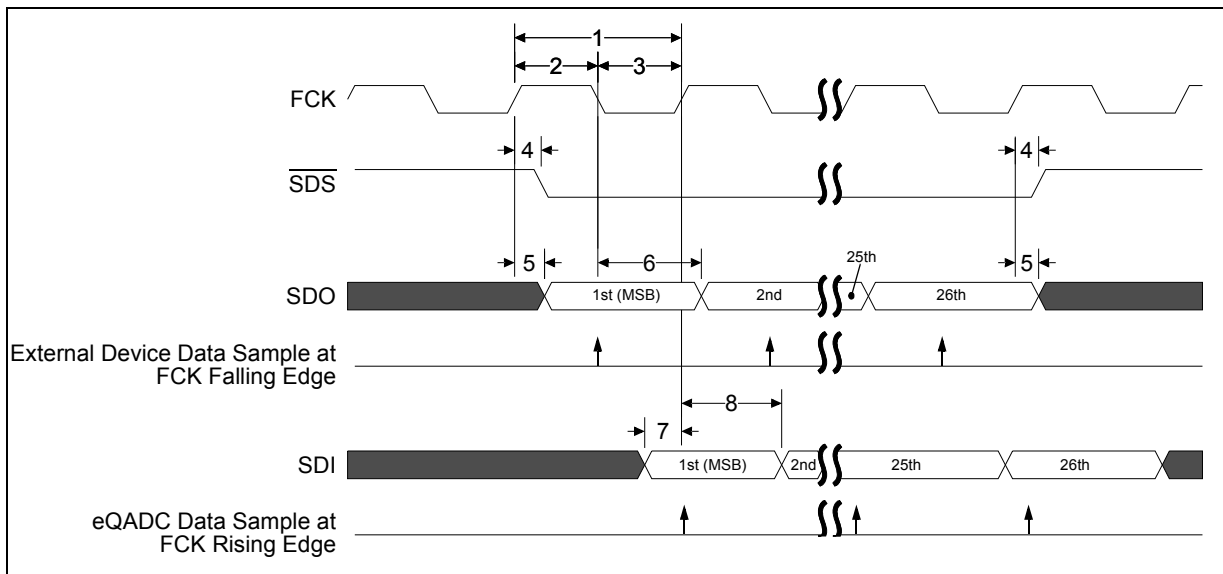 1
2
3
FCK
4
4
SDS
5
6
25th
5
SDO
1st (MSB)
2nd
26th
External Device Data Sample at
FCK Falling Edge
8
7
SDI
1st (MSB)
2nd
25th
26th
eQADC Data Sample at
FCK Rising Edge